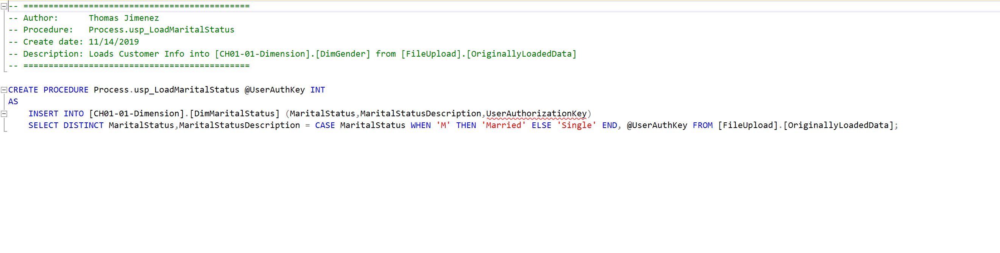 -- =============================================
-- Author:      Thomas Jimenez
-- Procedure:   Process.usp_LoadMaritalStatus
-- Create date: 11/14/2019
-- Description: Loads Customer Info into [CH01-01-Dimension].[DimGender] from [FileUpload].[OriginallyLoadedData]
-- =============================================

CREATE PROCEDURE Process.usp_LoadMaritalStatus @UserAuthKey INT
AS
    INSERT INTO [CH01-01-Dimension].[DimMaritalStatus] (MaritalStatus,MaritalStatusDescription,UserAuthorizationKey)
    SELECT DISTINCT MaritalStatus,MaritalStatusDescription = CASE MaritalStatus WHEN 'M' THEN 'Married' ELSE 'Single' END, @UserAuthKey FROM [FileUpload].[OriginallyLoadedData];